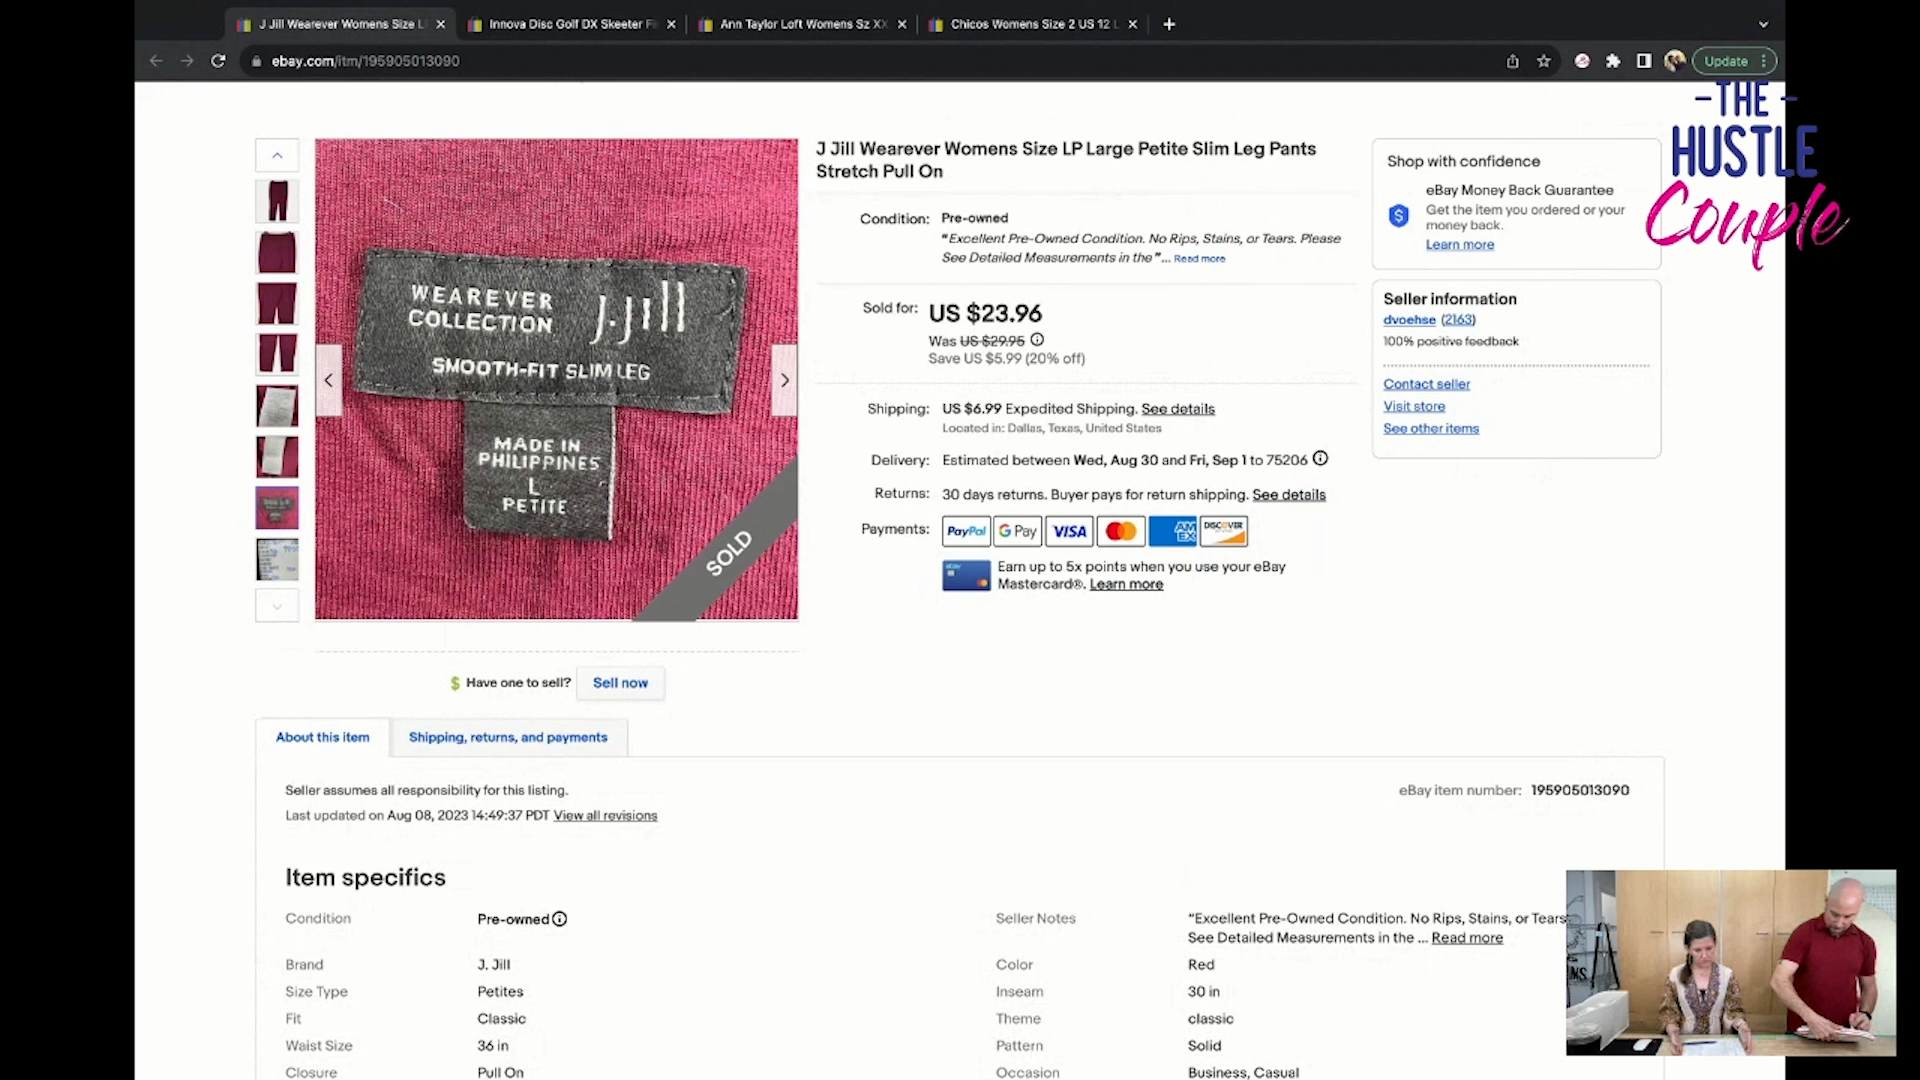 J Jill Wearever Womens Size L
Innova Disc Golf DX Skeeter F
Ann Taylor Loft Womens Sz XX
Chicos Womens Size 2 US 12 L
ebay.com/itm/195905013090
Update
-THE-
HUSTLE
Couple
WEAREVER
COLLECTION
J.Jill
SMOOTH-FIT SLIM LEG
MADE IN
PHILIPPINES
L
PETITE
SOLD
J Jill Wearever Womens Size LP Large Petite Slim Leg Pants
Stretch Pull On
Condition: Pre-owned
"Excellent Pre-Owned Condition. No Rips, Stains, or Tears. Please
See Detailed Measurements in the"... Read more
Sold for: US $23.96
Was US $29.95
Save US $5.99 (20% off)
Shipping: US $6.99 Expedited Shipping. See details
Located in: Dallas, Texas, United States
Delivery: Estimated between Wed, Aug 30 and Fri, Sep 1 to 75206
Returns: 30 days returns. Buyer pays for return shipping. See details
Payments: PayPal G Pay VISA AM EX DISCOVER
Earn up to 5x points when you use your eBay
Mastercard®. Learn more
Shop with confidence
eBay Money Back Guarantee
Get the item you ordered or your
money back.
Learn more
Seller information
dvoehse (2163)
100% positive feedback
Contact seller
Visit store
See other items
Have one to sell? Sell now
About this item
Shipping, returns, and payments
Seller assumes all responsibility for this listing.
Last updated on Aug 08, 2023 14:49:37 PDT View all revisions
eBay item number: 195905013090
Item specifics
Condition Pre-owned
Seller Notes "Excellent Pre-Owned Condition. No Rips, Stains, or Tears
See Detailed Measurements in the ... Read more
Brand J. Jill
Color Red
Size Type Petites
Inseam 30 in
Fit Classic
Theme classic
Waist Size 36 in
Pattern Solid
Closure Pull On
Occasion Business, Casual